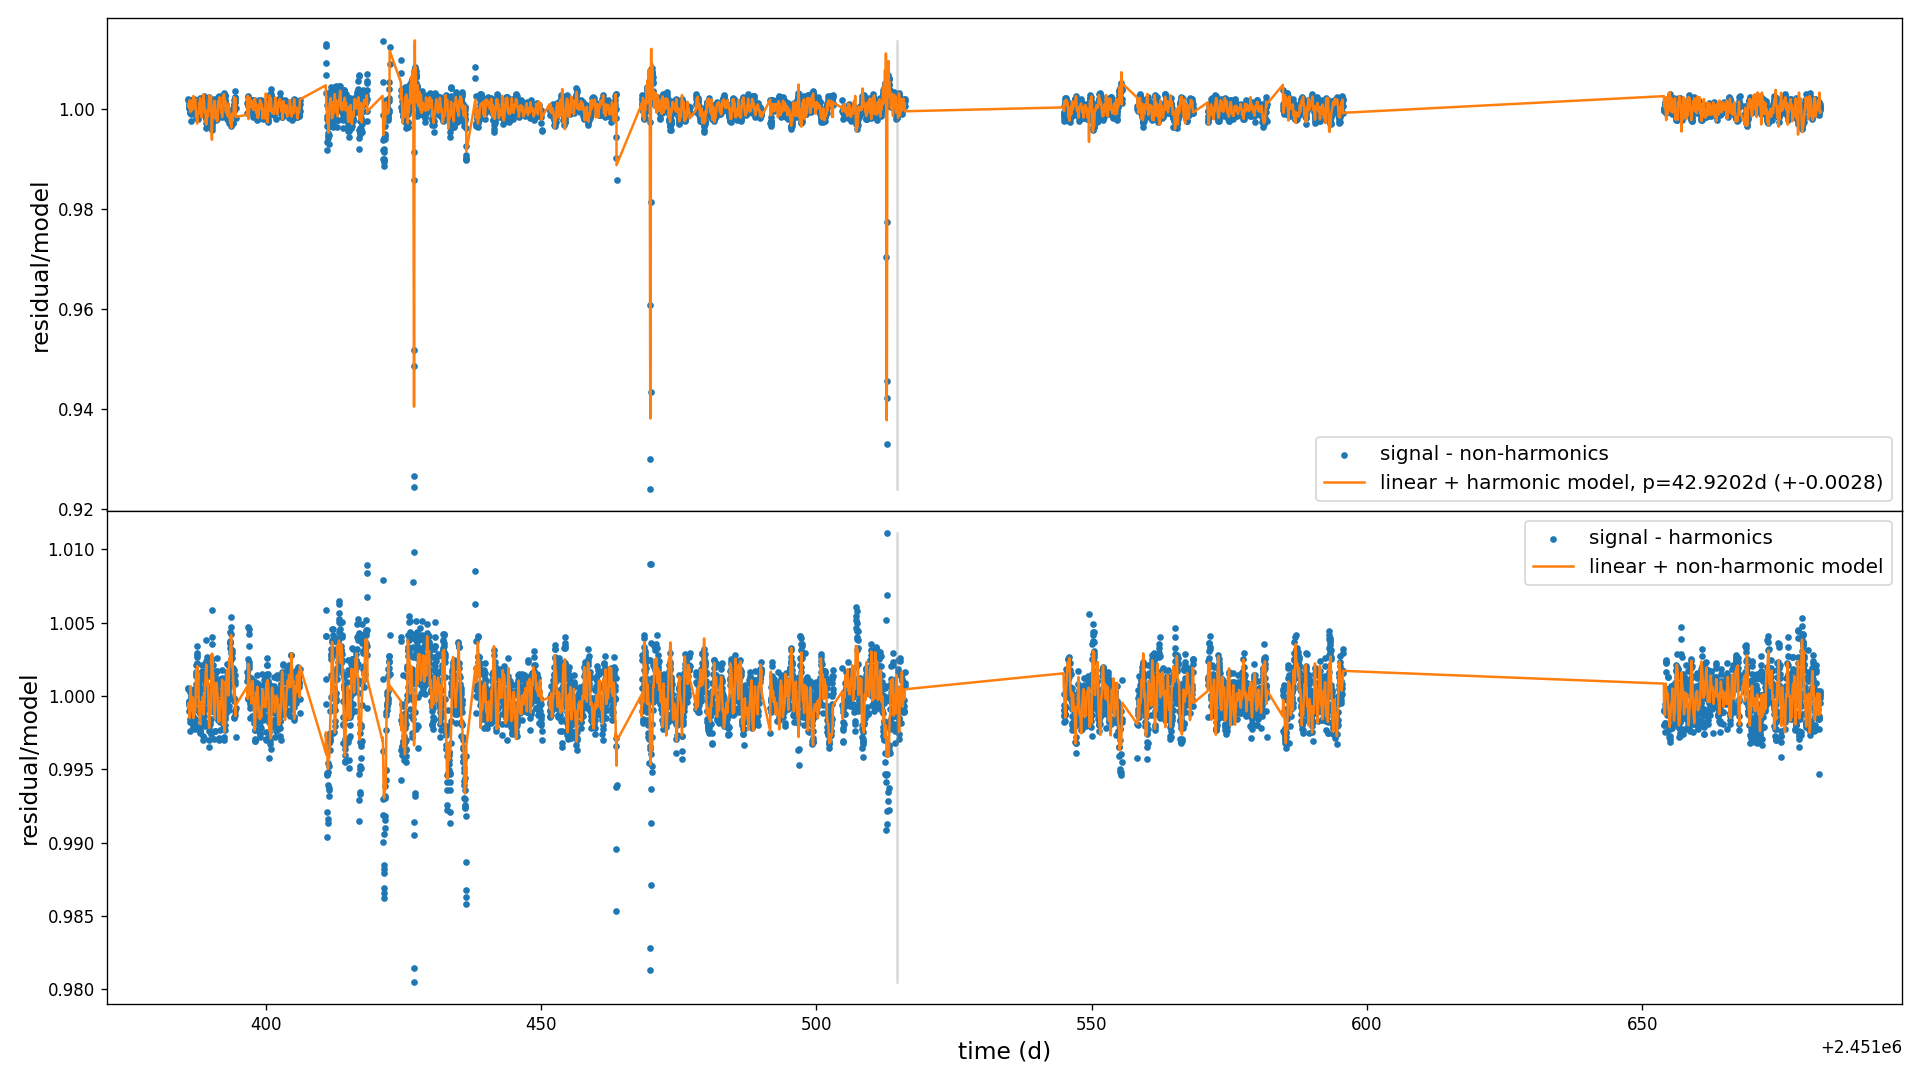 1.00
0.98
0.96
0.94
0.92
residual/model
signal - non-harmonics
linear + harmonic model, p=42.9202d (+-0.0028)
1.010
1.005
1.000
0.995
0.990
0.985
0.980
residual/model
signal - harmonics
linear + non-harmonic model
400 450 500 550 600 650
time (d)
+2.451e6